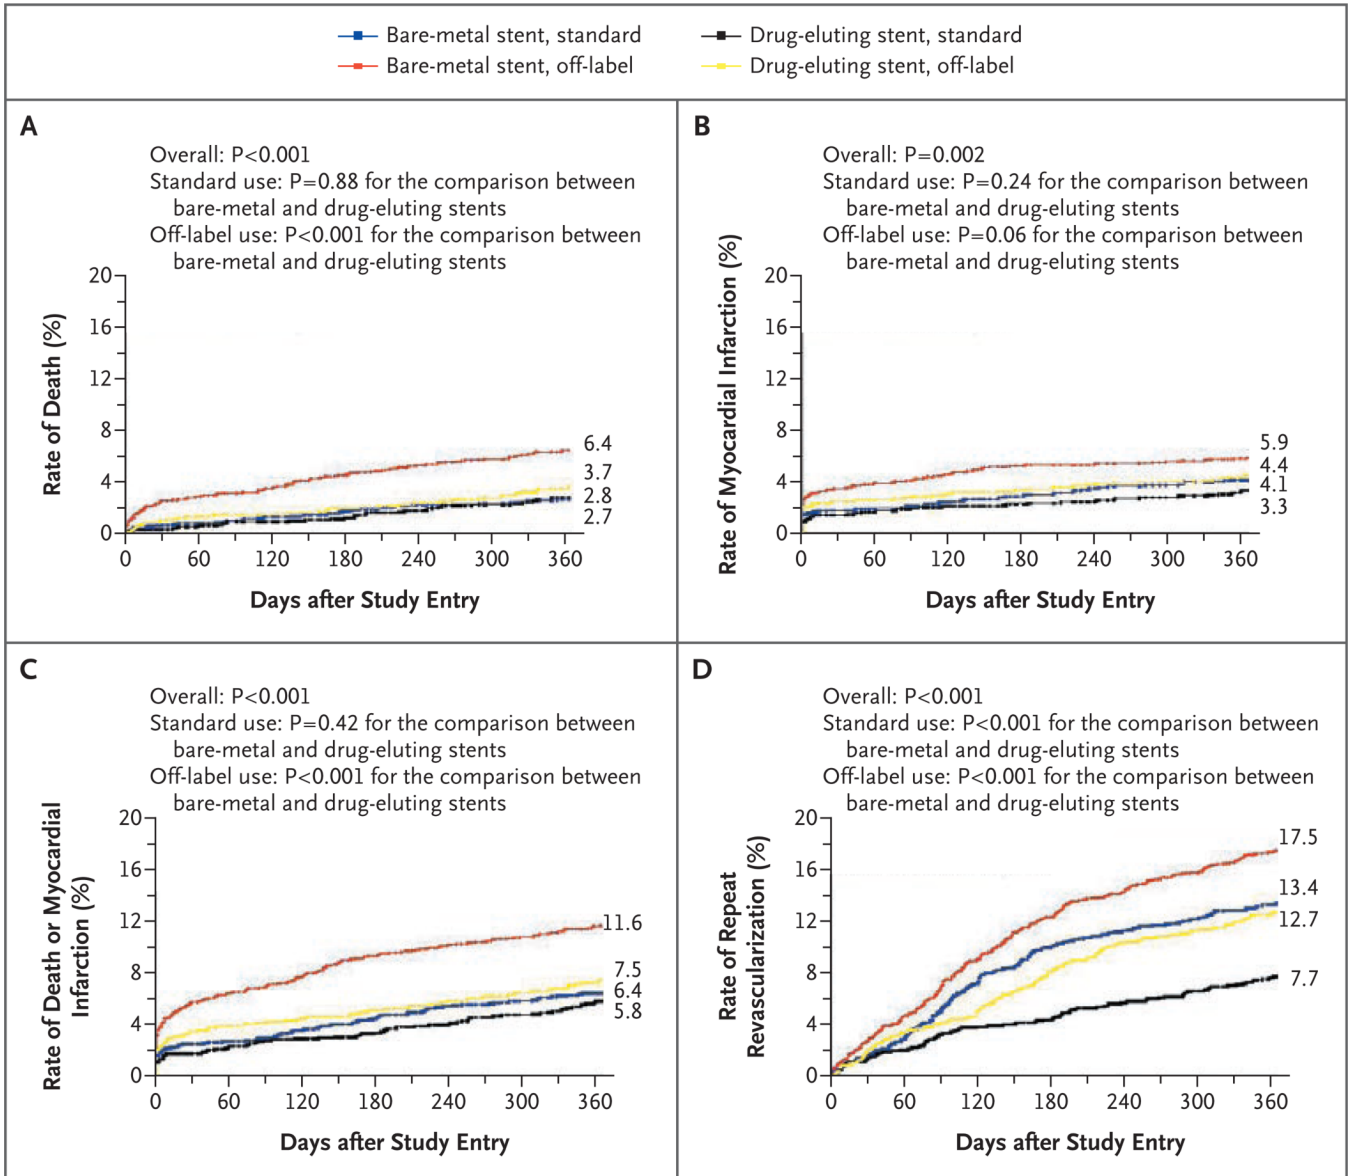 Bare-metal stent, standard
Drug-eluting stent, standard
Bare-metal stent, off-label
Drug-eluting stent, off-label
A
Overall: P<0.001
Standard use: P=0.88 for the comparison between
bare-metal and drug-eluting stents
Off-label use: P<0.001 for the comparison between
bare-metal and drug-eluting stents
Rate of Death (%)
20
16
12
8
4
0
6.4
3.7
2.8
2.7
0 60 120 180 240 300 360
Days after Study Entry
B
Overall: P=0.002
Standard use: P=0.24 for the comparison between
bare-metal and drug-eluting stents
Off-label use: P=0.06 for the comparison between
bare-metal and drug-eluting stents
Rate of Myocardial Infarction (%)
20
16
12
8
4
0
5.9
4.4
4.1
3.3
0 60 120 180 240 300 360
Days after Study Entry
C
Overall: P<0.001
Standard use: P=0.42 for the comparison between
bare-metal and drug-eluting stents
Off-label use: P<0.001 for the comparison between
bare-metal and drug-eluting stents
Rate of Death or Myocardial
Infarction (%)
20
16
12
8
4
0
11.6
7.5
6.4
5.8
0 60 120 180 240 300 360
Days after Study Entry
D
Overall: P<0.001
Standard use: P<0.001 for the comparison between
bare-metal and drug-eluting stents
Off-label use: P<0.001 for the comparison between
bare-metal and drug-eluting stents
Rate of Repeat
Revascularization (%)
20
16
12
8
4
0
17.5
13.4
12.7
7.7
0 60 120 180 240 300 360
Days after Study Entry